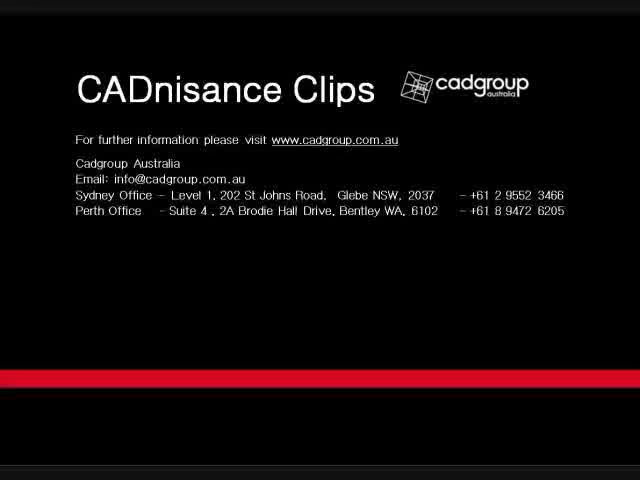 CADnisance Clips
cadgroup
australia
For further information please visit www.cadgroup.com.au
Cadgroup Australia
Email: info@cadgroup.com.au
Sydney Office - Level 1, 202 St Johns Road, Glebe NSW, 2037 - +61 2 9552 3466
Perth Office - Suite 4 , 2A Brodie Hall Drive, Bentley WA, 6102 - +61 8 9472 6205